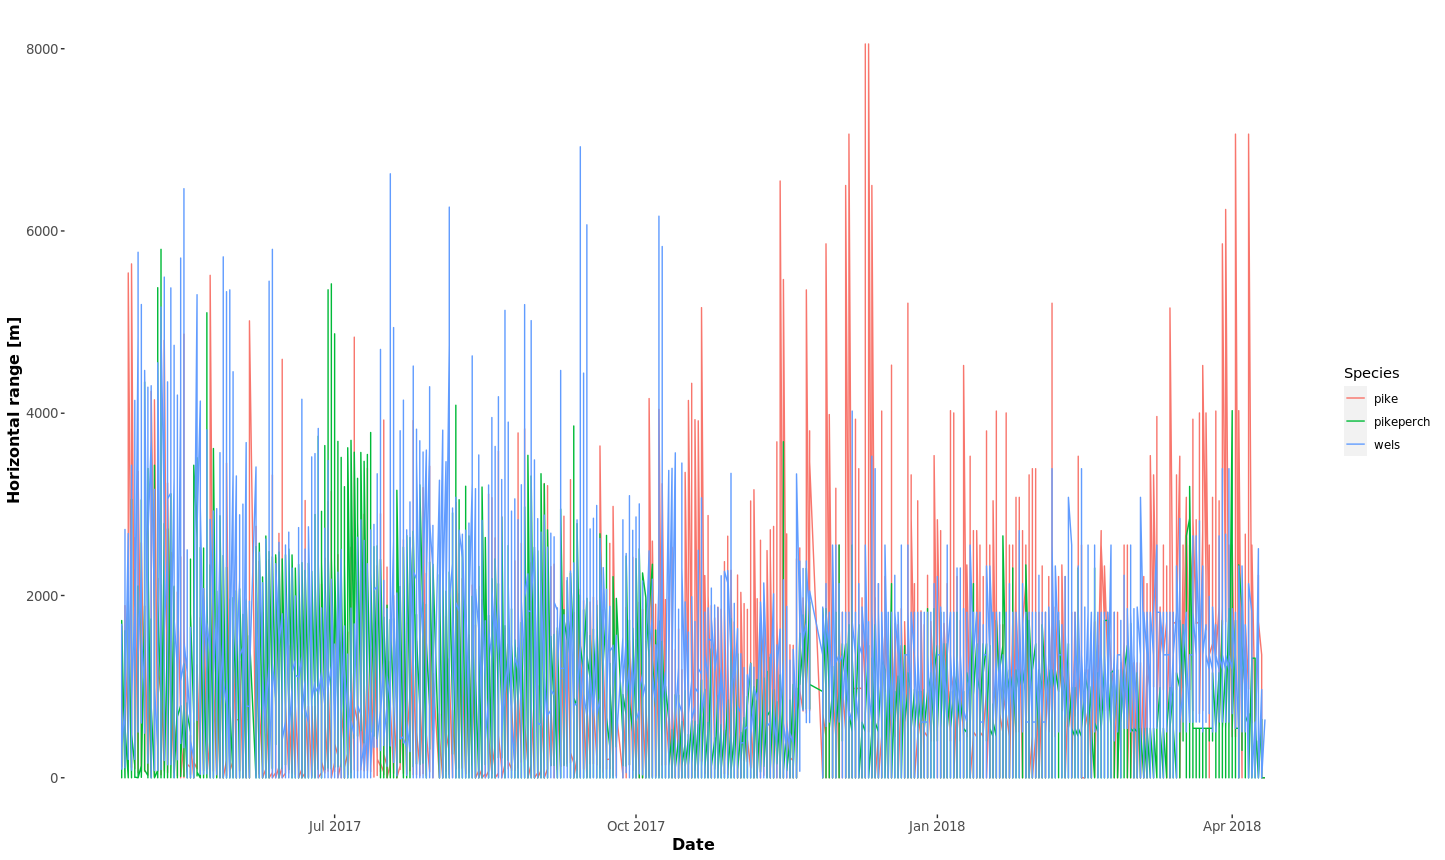 Horizontal range [m]
8000
6000
4000
2000
0
Jul 2017
Oct 2017
Jan 2018
Apr 2018
Date
Species
pike
pikeperch
wels